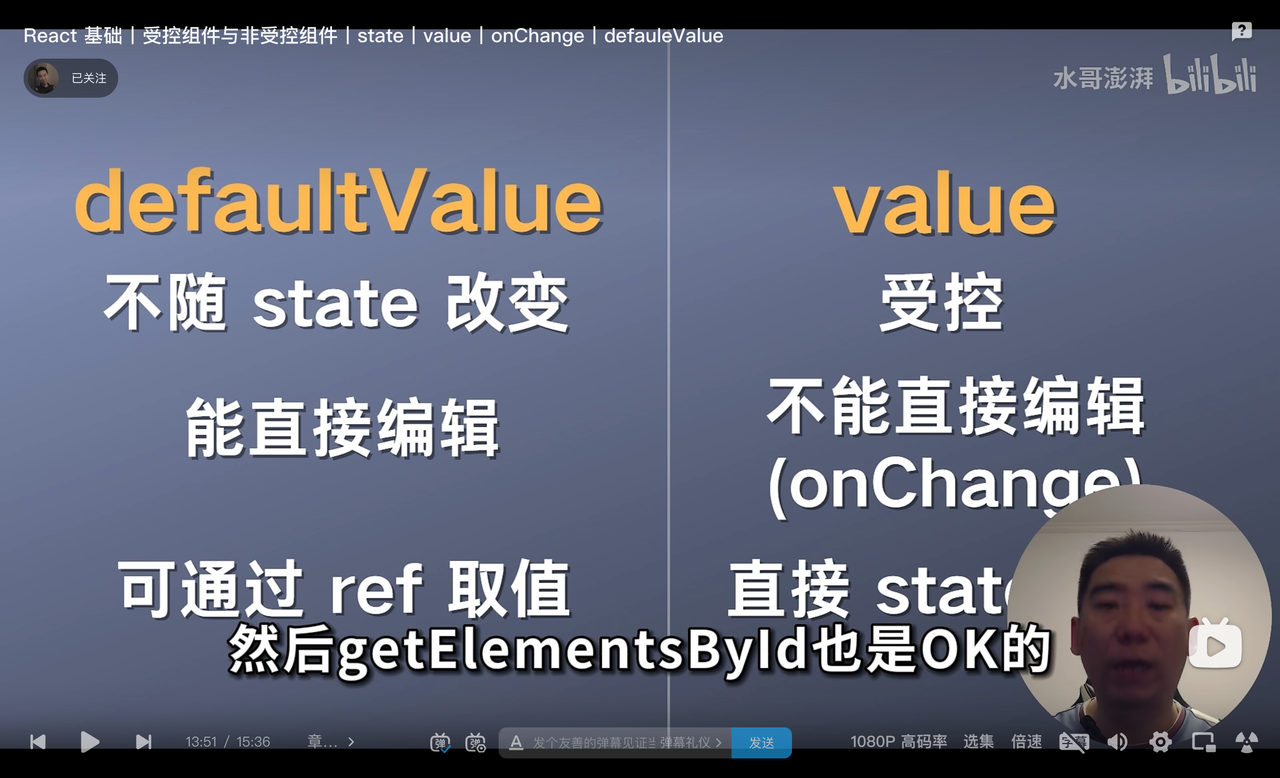 React 基础｜受控组件与非受控组件｜state｜value｜onChange｜defauleValue
已关注
水哥澎湃 bilibili
defaultValue
不随 state 改变
能直接编辑
可通过 ref 取值
value
受控
不能直接编辑
(onChange)
直接 state
然后getElementsById也是OK的
13:51 / 15:36
章...
弹
弹
A
发个友善的弹幕见证当
弹幕礼仪
发送
1080P 高码率
选集
倍速
字幕